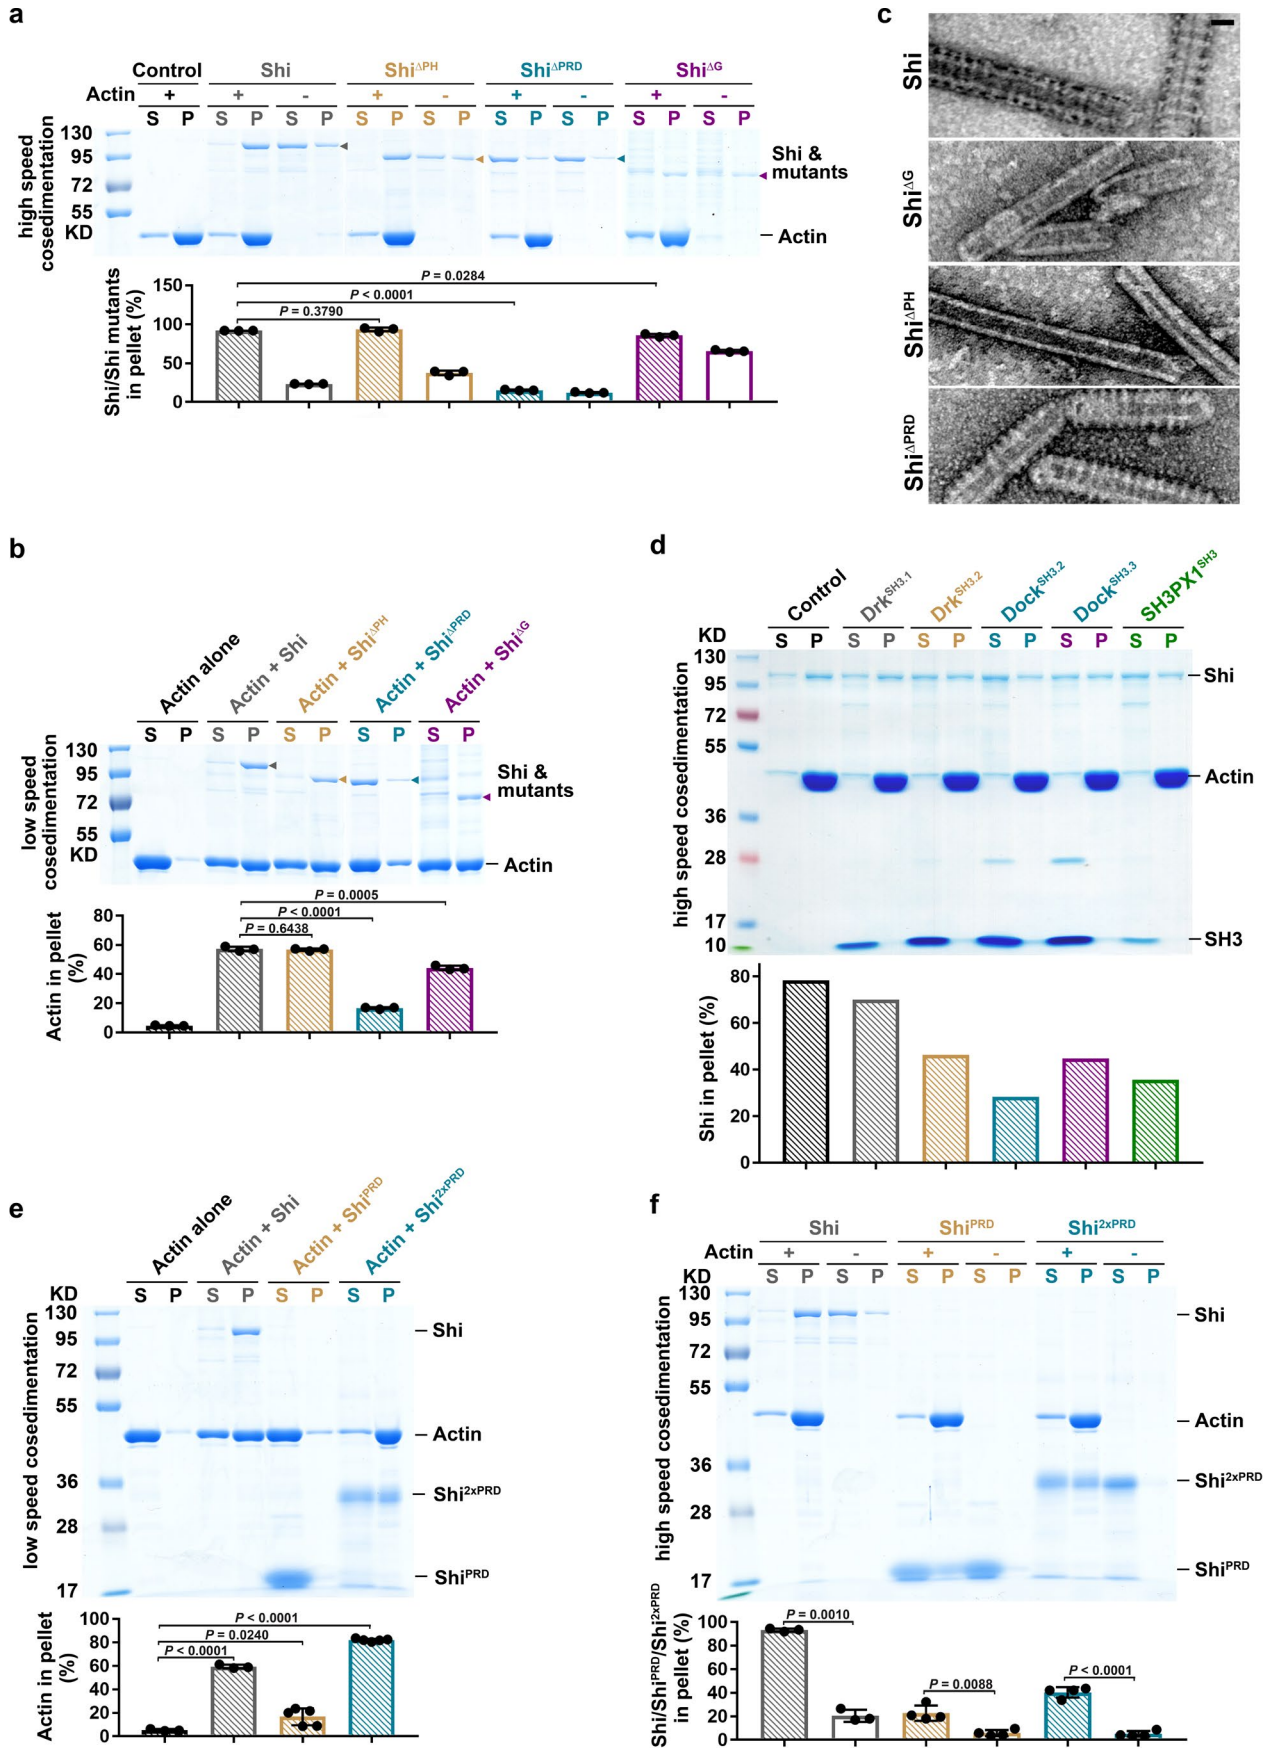 a
Control Shi Shi^ΔPH Shi^ΔPRD Shi^ΔG
Actin + + - + - + - + -
S P S P S P S P S P S P S P S P S P
high speed
cosedimentation
130
95
72
55
KD
Shi &
mutants
Actin
Shi/Shi mutants
in pellet (%)
150
100
50
0
P = 0.0284
P < 0.0001
P = 0.3790
c
Shi
Shi^ΔG
Shi^ΔPH
Shi^ΔPRD
b
Actin alone
Actin + Shi
Actin + Shi^ΔPH
Actin + Shi^ΔPRD
Actin + Shi^ΔG
S P S P S P S P S P
low speed
cosedimentation
130
95
72
55
KD
Shi &
mutants
Actin
Actin in pellet
(%)
80
60
40
20
0
P = 0.0005
P < 0.0001
P = 0.6438
d
Control
Drk^SH3.1
Drk^SH3.2
Dock^SH3.2
Dock^SH3.3
SH3PX1^SH3
KD
S P S P S P S P S P S P
high speed cosedimentation
130
95
72
55
36
28
17
10
Shi
Actin
SH3
Shi in pellet (%)
80
60
40
20
0
e
Actin alone
Actin + Shi
Actin + Shi^PRD
Actin + Shi^2xPRD
KD
S P S P S P S P
low speed cosedimentation
130
95
72
55
36
28
17
Shi
Actin
Shi^2xPRD
Shi^PRD
Actin in pellet
(%)
100
80
60
40
20
0
P < 0.0001
P = 0.0240
P < 0.0001
f
Shi Shi^PRD Shi^2xPRD
Actin + - + - + -
KD
S P S P S P S P S P S P
high speed cosedimentation
130
95
72
55
36
28
17
Shi
Actin
Shi^2xPRD
Shi^PRD
Shi/Shi^PRD/Shi^2xPRD
in pellet (%)
100
80
60
40
20
0
P = 0.0010
P = 0.0088
P < 0.0001